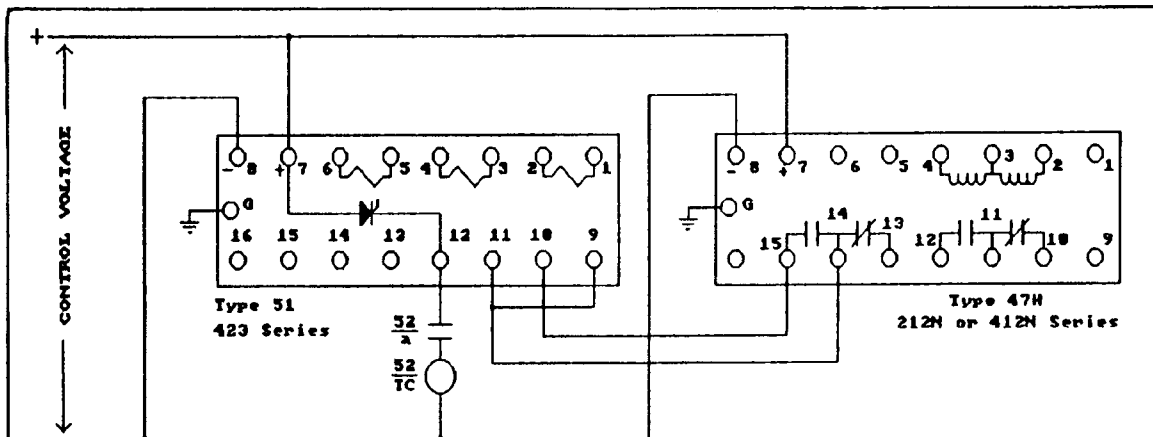 +
CONTROL VOLTAGE
- 8 + 7 6 5 4 3 2 1
G
16 15 14 13 12 11 10 9
Type 51
423 Series
52
a
52
TC
- 8 + 7 6 5 4 3 2 1
G
15 14 13 12 11 10 9
Type 47H
212N or 412N Series